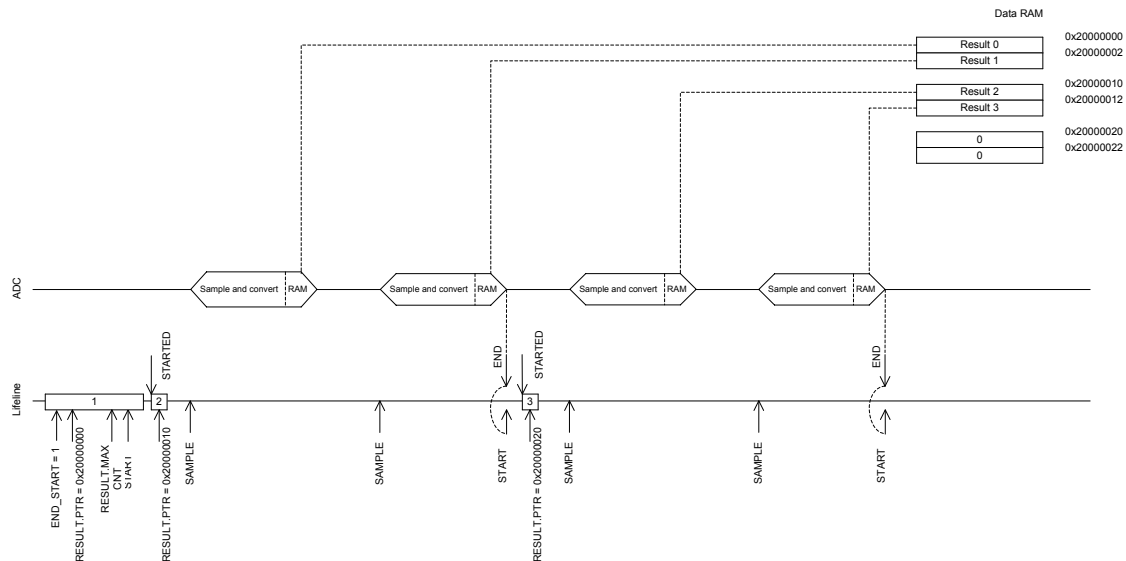 Data RAM
Result 0
0x20000000
Result 1
0x20000002
Result 2
0x20000010
Result 3
0x20000012
0
0x20000020
0
0x20000022
ADC
Sample and convert
RAM
Sample and convert
RAM
Sample and convert
RAM
Sample and convert
RAM
Lifeline
1
STARTED
2
END
STARTED
3
END
END_START = 1
RESULT.PTR = 0x20000000
RESULT.MAX
CNT
START
RESULT.PTR = 0x20000010
SAMPLE
SAMPLE
START
RESULT.PTR = 0x20000020
SAMPLE
SAMPLE
START